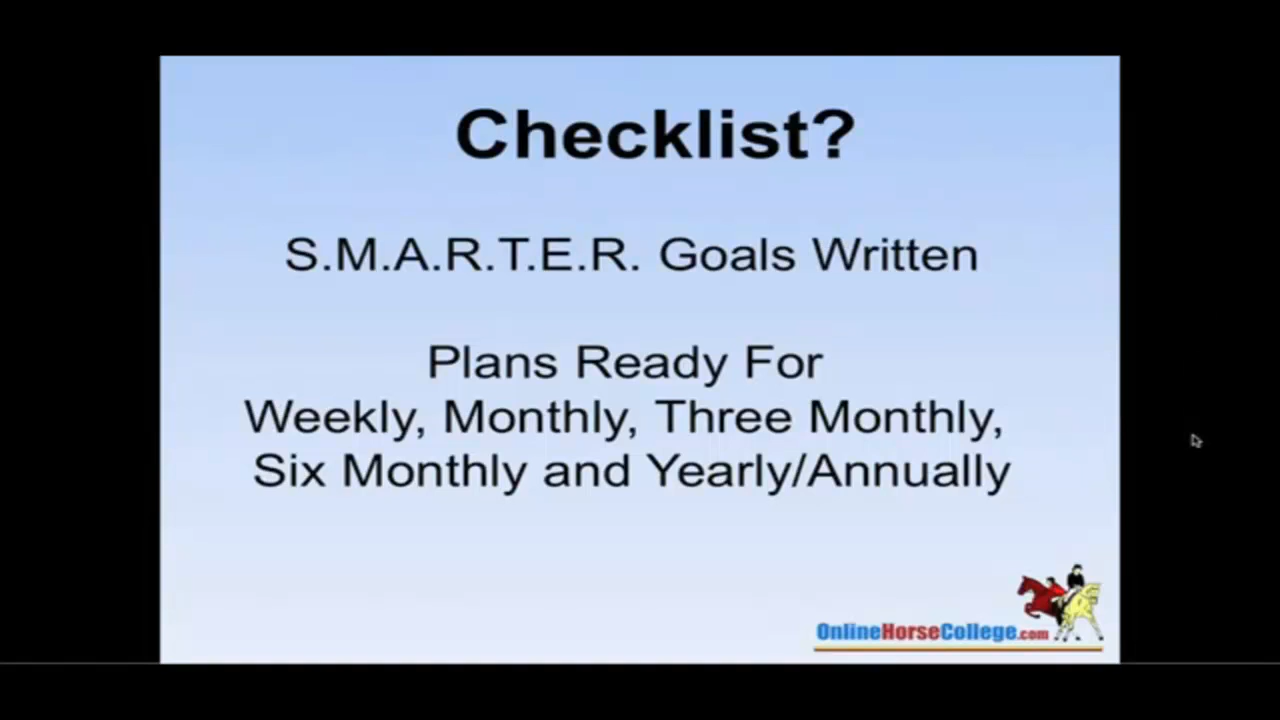 Checklist?
S.M.A.R.T.E.R. Goals Written
Plans Ready For
Weekly, Monthly, Three Monthly,
Six Monthly and Yearly/Annually
OnlineHorseCollege.com